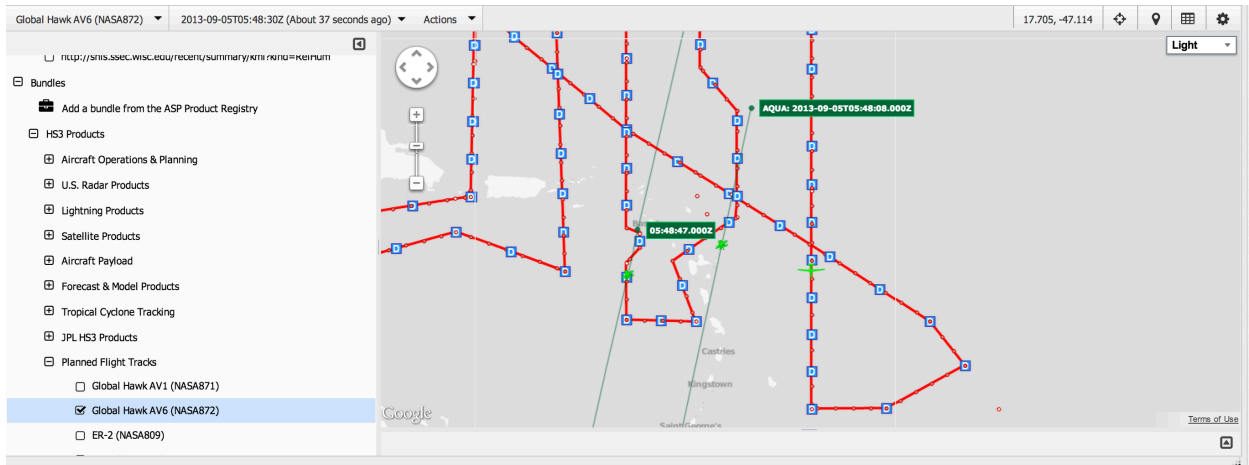 Global Hawk AV6 (NASA872)
2013-09-05T05:48:30Z (About 37 seconds ago)
Actions
17.705, -47.114
http://shis.ssec.wisc.edu/recent/summary/kml?kind=RelHum
Bundles
Add a bundle from the ASP Product Registry
HS3 Products
Aircraft Operations & Planning
U.S. Radar Products
Lightning Products
Satellite Products
Aircraft Payload
Forecast & Model Products
Tropical Cyclone Tracking
JPL HS3 Products
Planned Flight Tracks
Global Hawk AV1 (NASA871)
Global Hawk AV6 (NASA872)
ER-2 (NASA809)
Light
AQUA: 2013-09-05T05:48:08.000Z
05:48:47.000Z
Castries
Kingstown
Saint George's
Google
Terms of Use